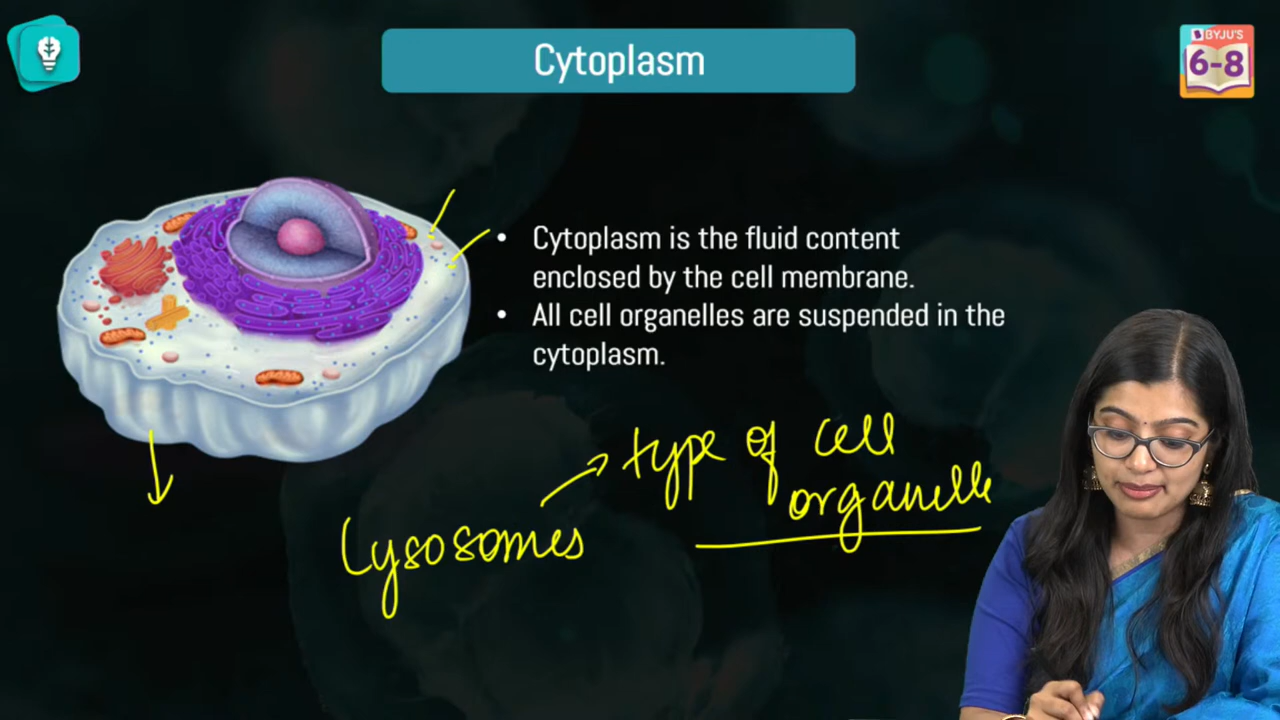 Cytoplasm
BYJU'S
6-8
• Cytoplasm is the fluid content
enclosed by the cell membrane.
• All cell organelles are suspended in the
cytoplasm.
type of cell
organelle
Lysosomes